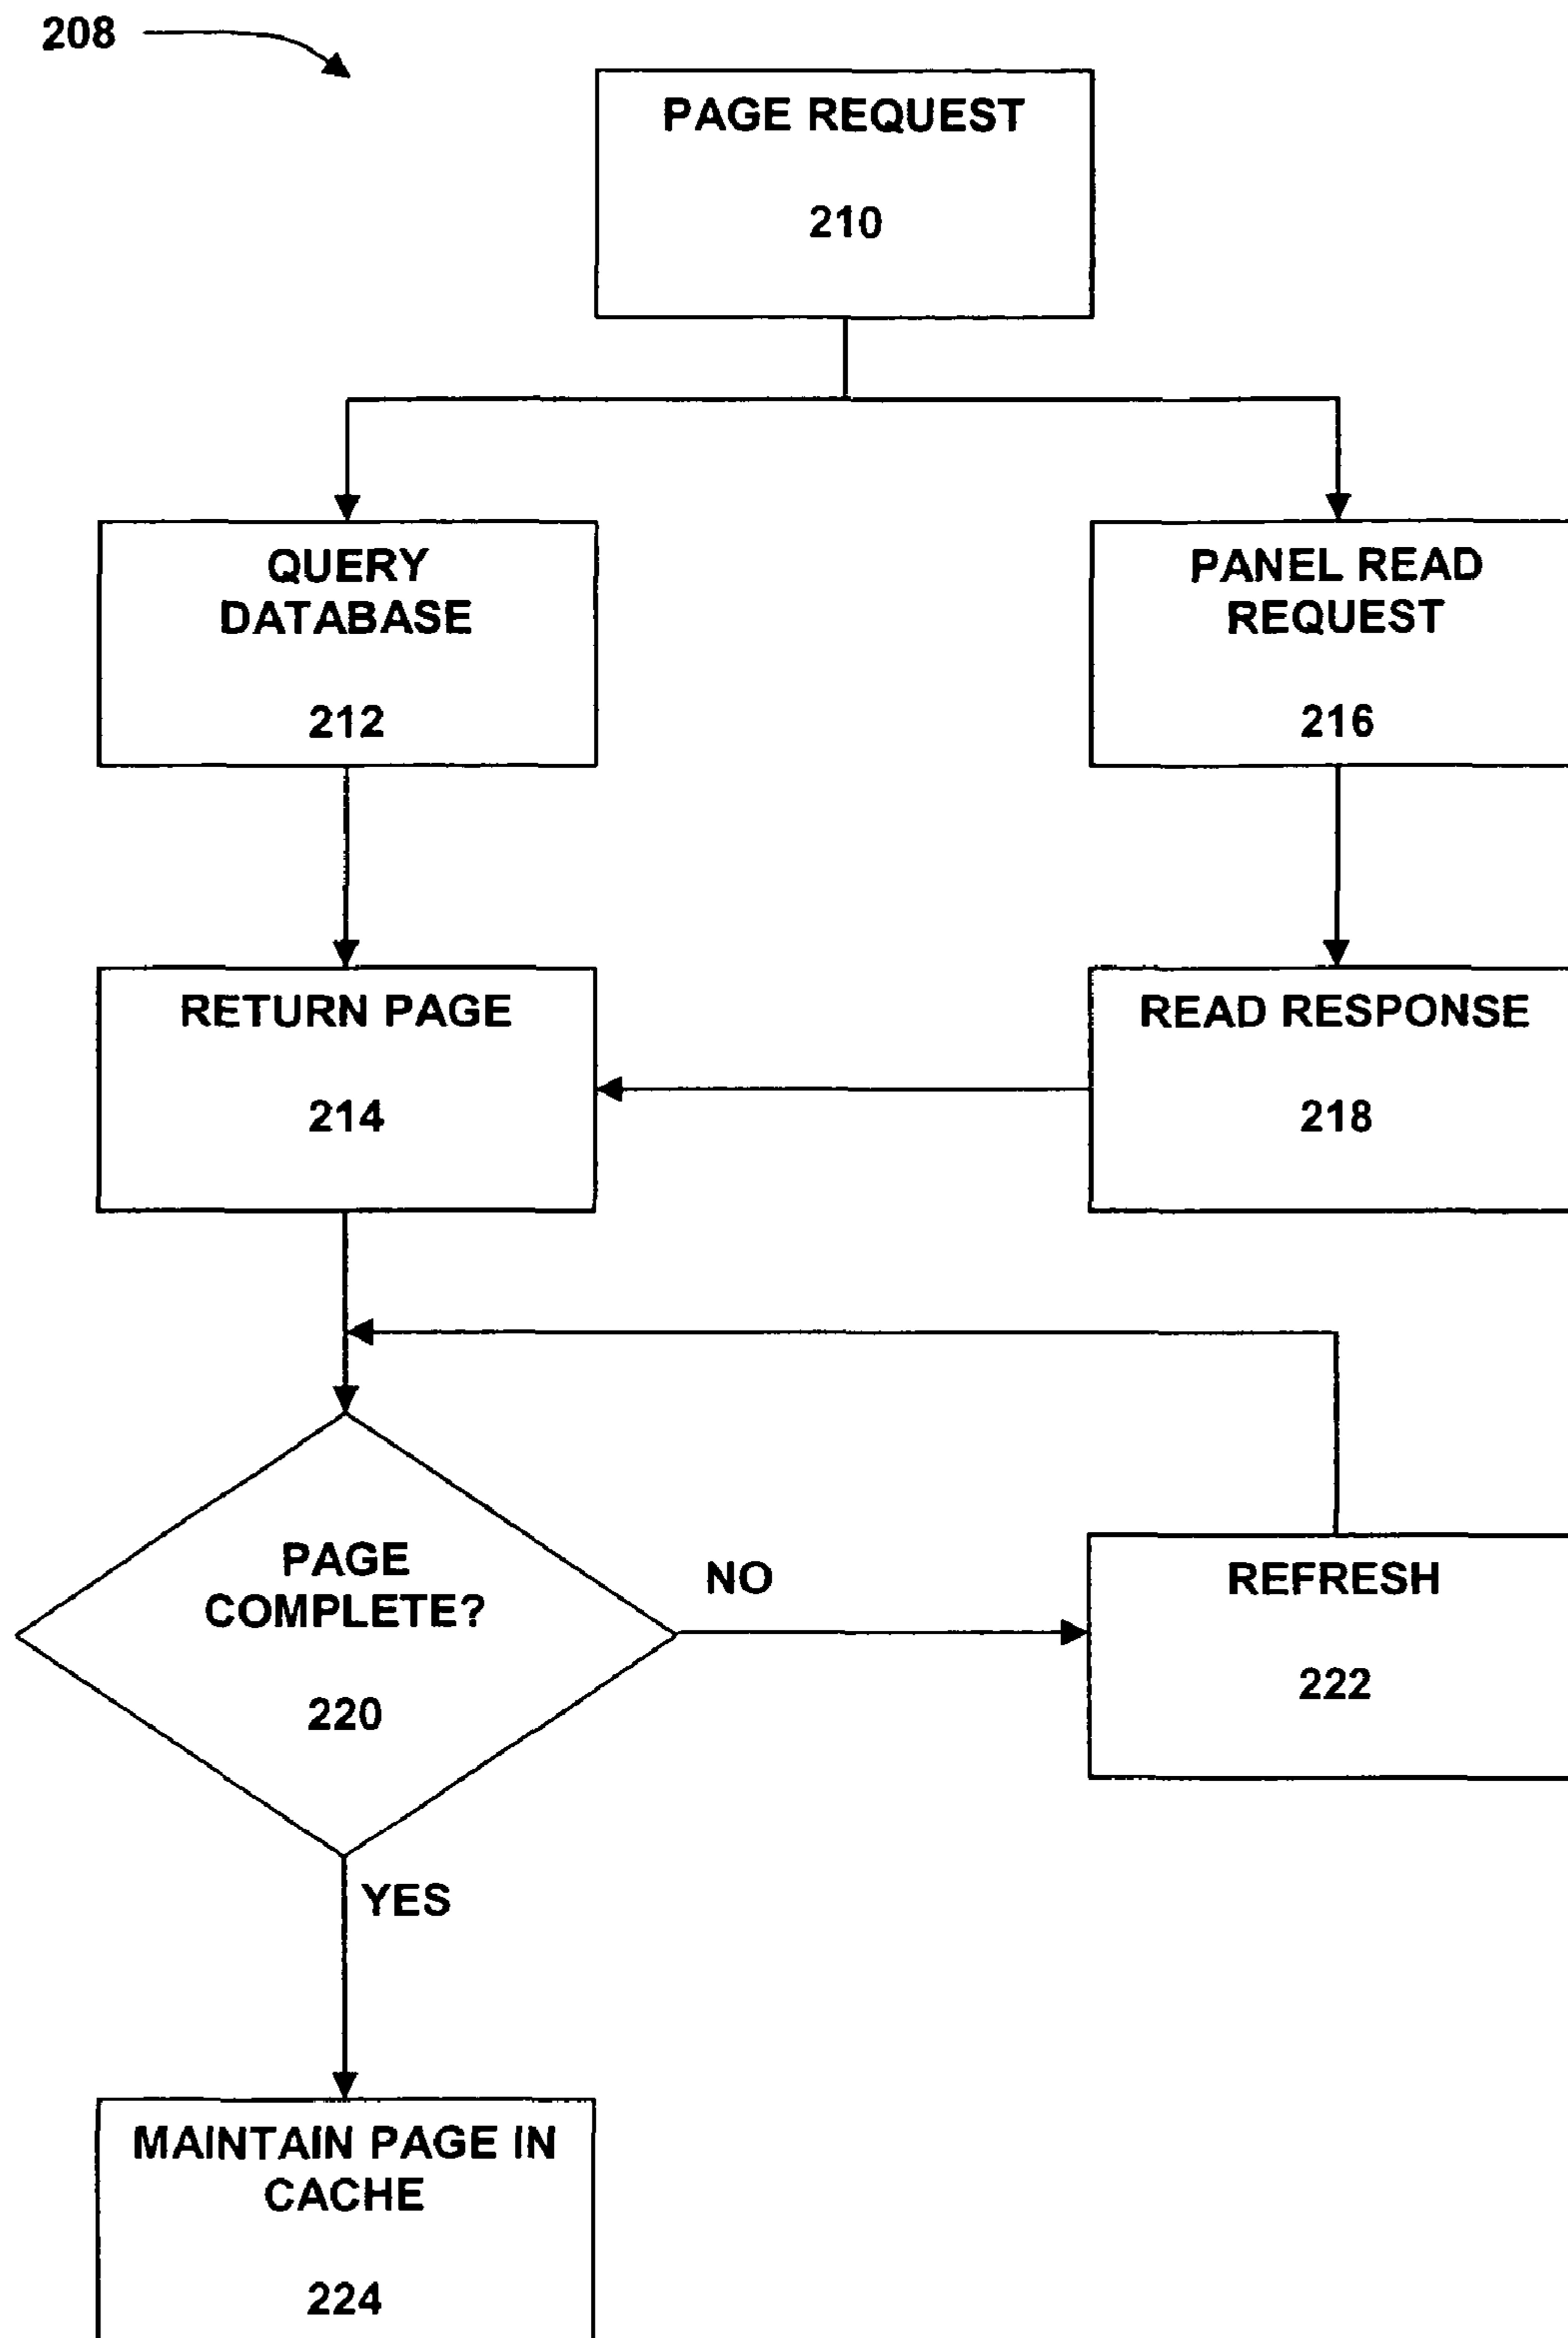 208
PAGE REQUEST
210
QUERY
DATABASE
212
PANEL READ
REQUEST
216
RETURN PAGE
214
READ RESPONSE
218
PAGE
COMPLETE?
220
NO
REFRESH
222
YES
MAINTAIN PAGE IN
CACHE
224